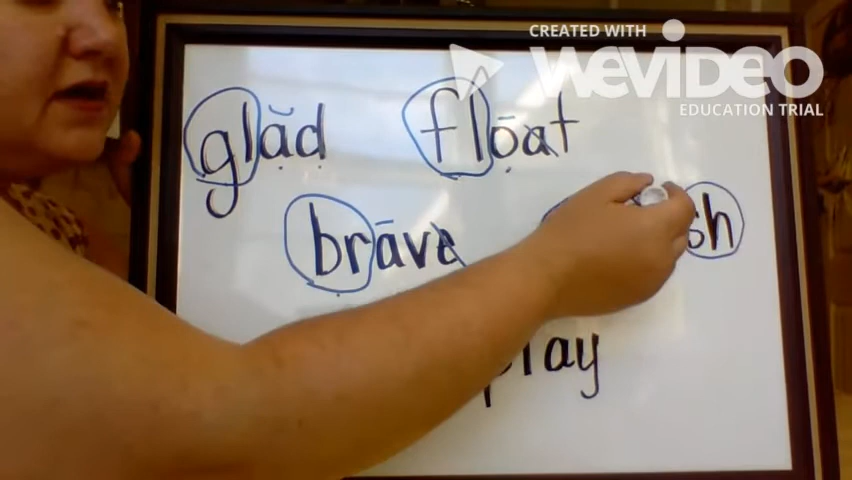 CREATED WITH
WEVIDEO
EDUCATION TRIAL
glăd flōat
brāve
play